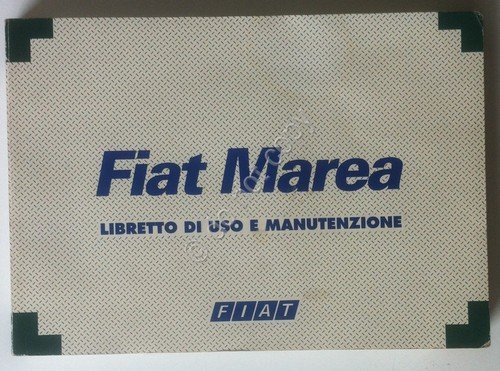 Fiat Marea
LIBRETTO DI USO E MANUTENZIONE
FIAT